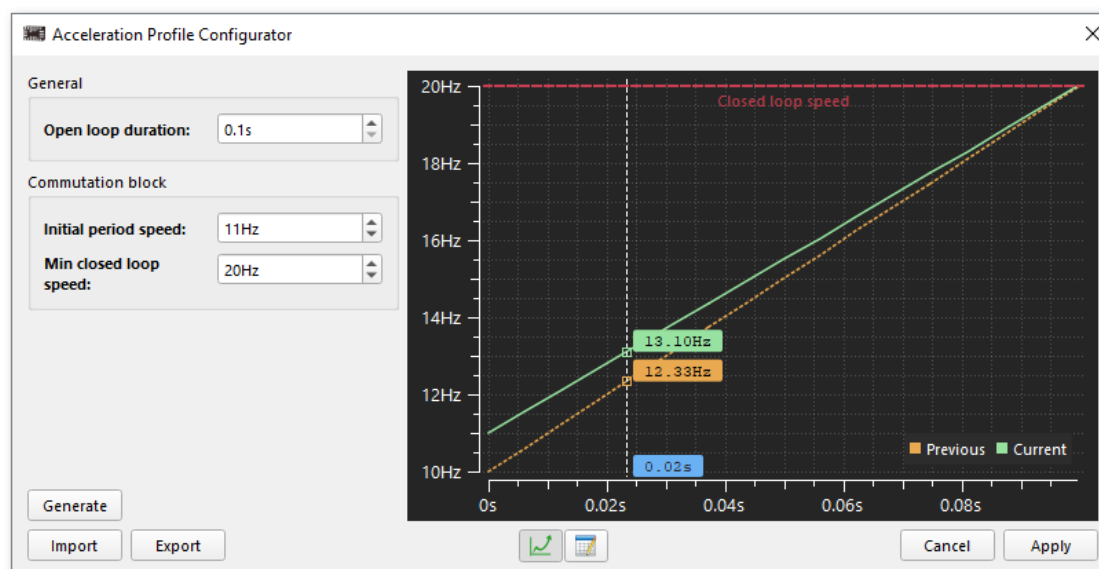 Acceleration Profile Configurator
General
Open loop duration:
0.1s
Commutation block
Initial period speed:
11Hz
Min closed loop
speed:
20Hz
Generate
Import
Export
20Hz
18Hz
16Hz
14Hz
12Hz
10Hz
Closed loop speed
13.10Hz
12.33Hz
0.02s
Previous
Current
0s
0.02s
0.04s
0.06s
0.08s
Cancel
Apply